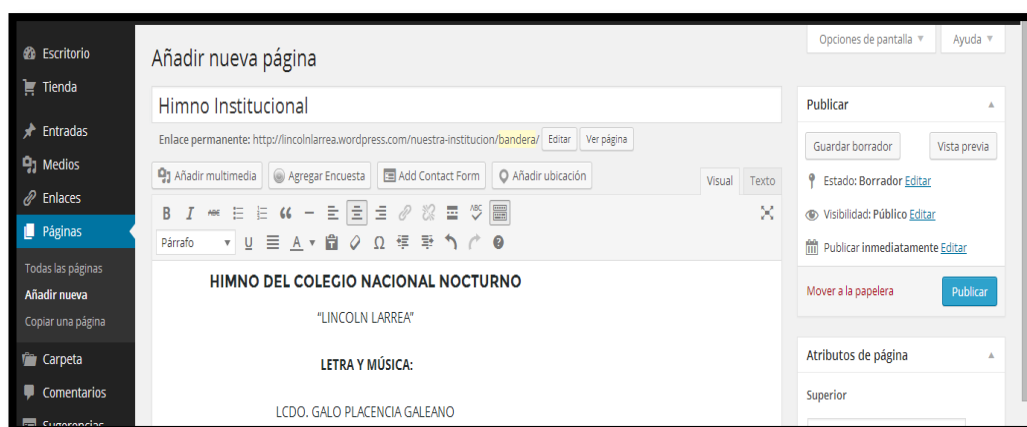 Escritorio
Tienda
Entradas
Medios
Enlaces
Páginas
Todas las páginas
Añadir nueva
Copiar una página
Carpeta
Comentarios
Sugerencias
Opciones de pantalla
Ayuda
Añadir nueva página
Himno Institucional
Enlace permanente: http://lincolnlarrea.wordpress.com/nuestra-institucion/bandera/ Editar Ver página
Añadir multimedia Agregar Encuesta Add Contact Form Añadir ubicación
Visual Texto
B I ABC ABC
Párrafo U A Ω
HIMNO DEL COLEGIO NACIONAL NOCTURNO
“LINCOLN LARREA”
LETRA Y MÚSICA:
LCDO. GALO PLACENCIA GALEANO
Publicar
Guardar borrador Vista previa
Estado: Borrador Editar
Visibilidad: Público Editar
Publicar inmediatamente Editar
Mover a la papelera Publicar
Atributos de página
Superior